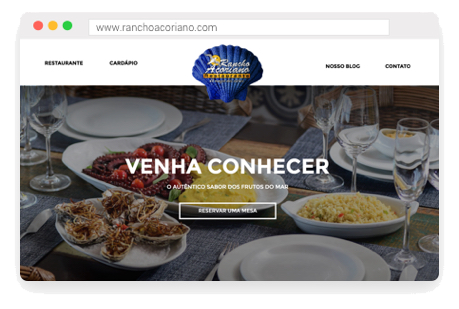 www.ranchoacoriano.com
RESTAURANTE
CARDÁPIO
Rancho
Açoriano
Restaurante
NOSSO BLOG
CONTATO
VENHA CONHECER
O AUTÊNTICO SABOR DOS FRUTOS DO MAR
RESERVAR UMA MESA